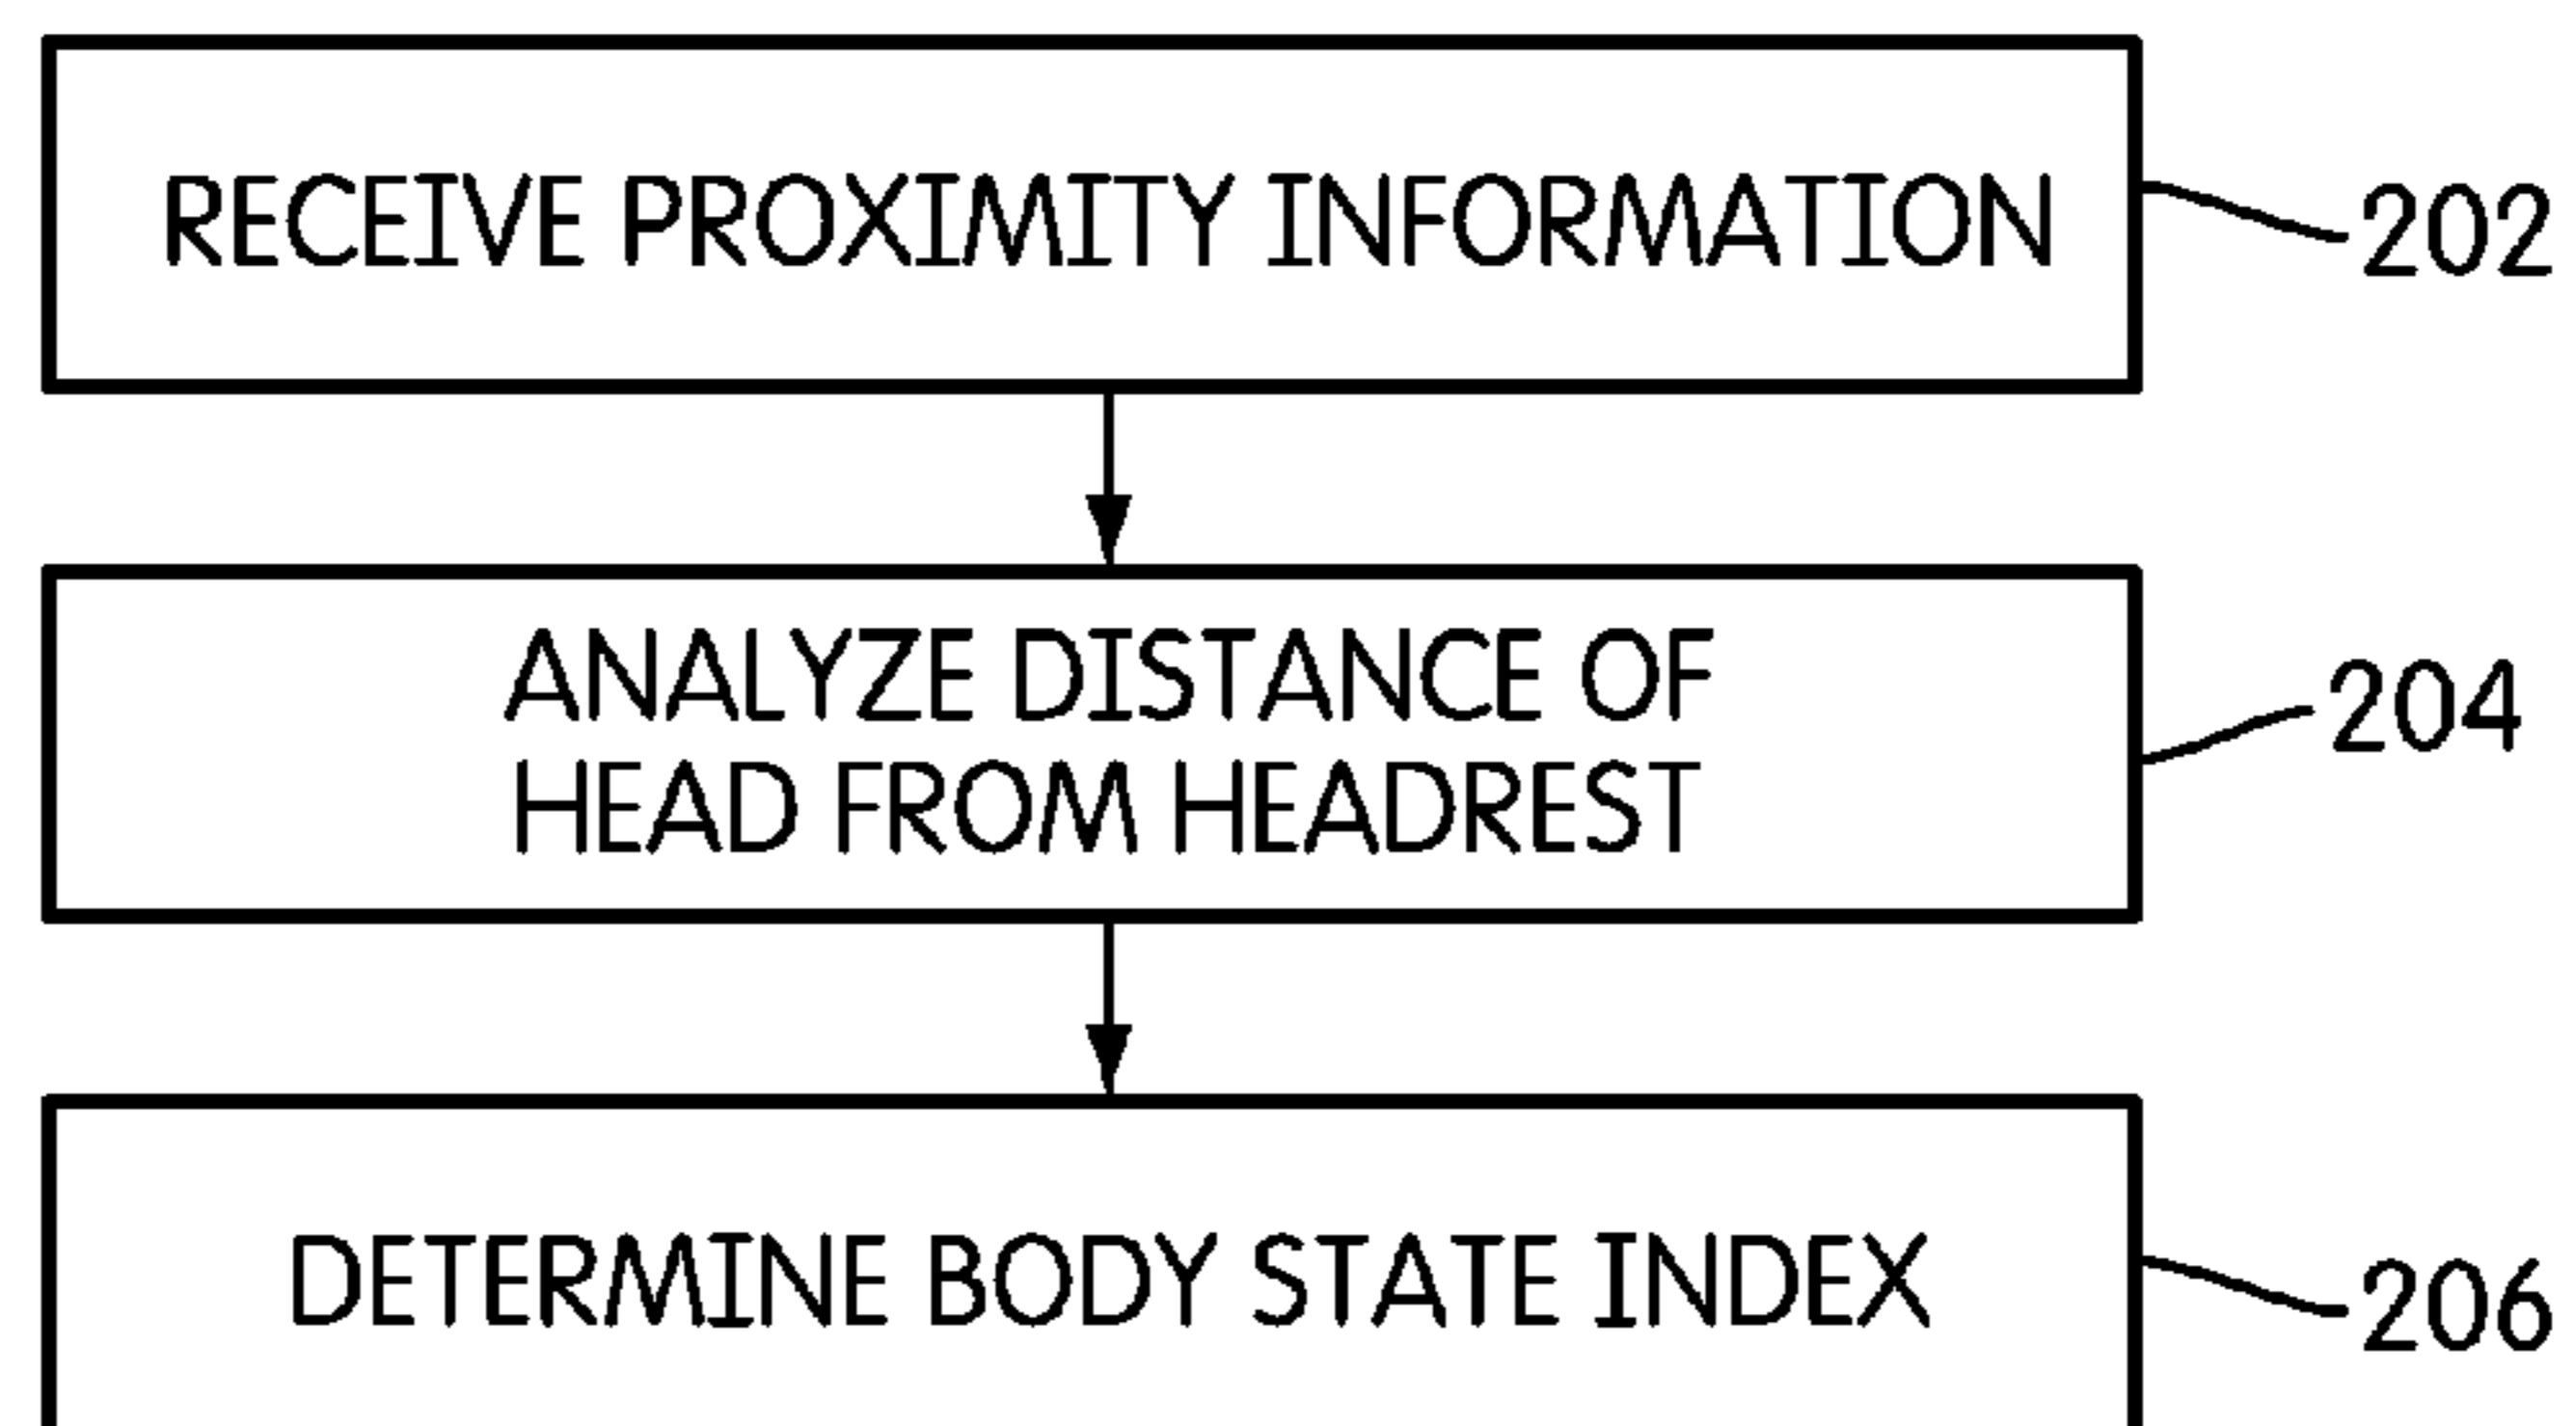 RECEIVE PROXIMITY INFORMATION
202
ANALYZE DISTANCE OF
HEAD FROM HEADREST
204
DETERMINE BODY STATE INDEX
206